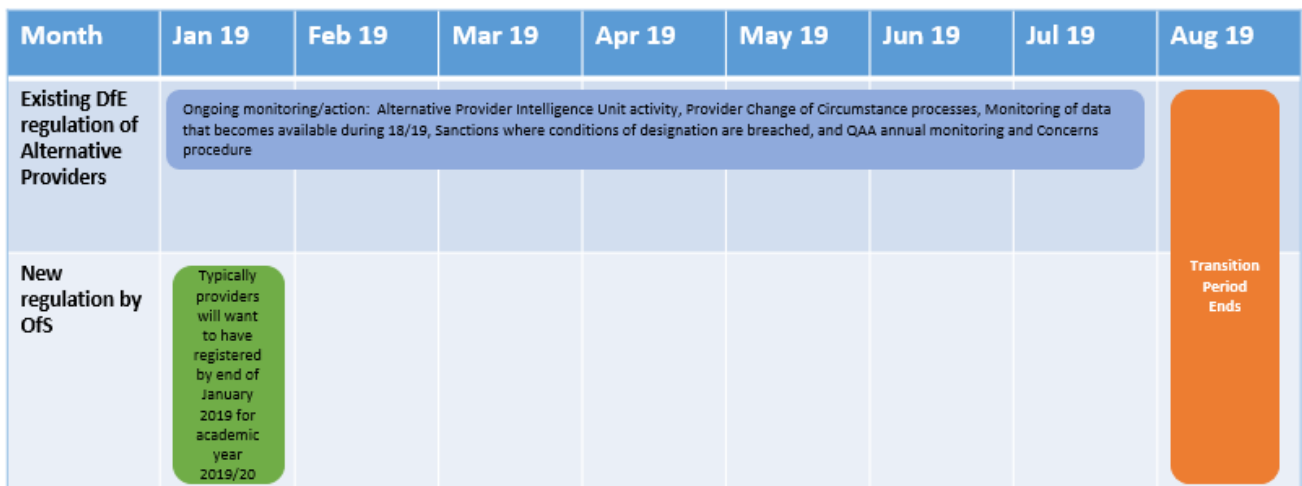 Month Jan 19 Feb 19 Mar 19 Apr 19 May 19 Jun 19 Jul 19 Aug 19
Existing DfE
regulation of
Alternative
Providers
Ongoing monitoring/action: Alternative Provider Intelligence Unit activity, Provider Change of Circumstance processes, Monitoring of data
that becomes available during 18/19, Sanctions where conditions of designation are breached, and QAA annual monitoring and Concerns
procedure
New
regulation by
OfS
Typically
providers
will want
to have
registered
by end of
January
2019 for
academic
year
2019/20
Transition
Period
Ends